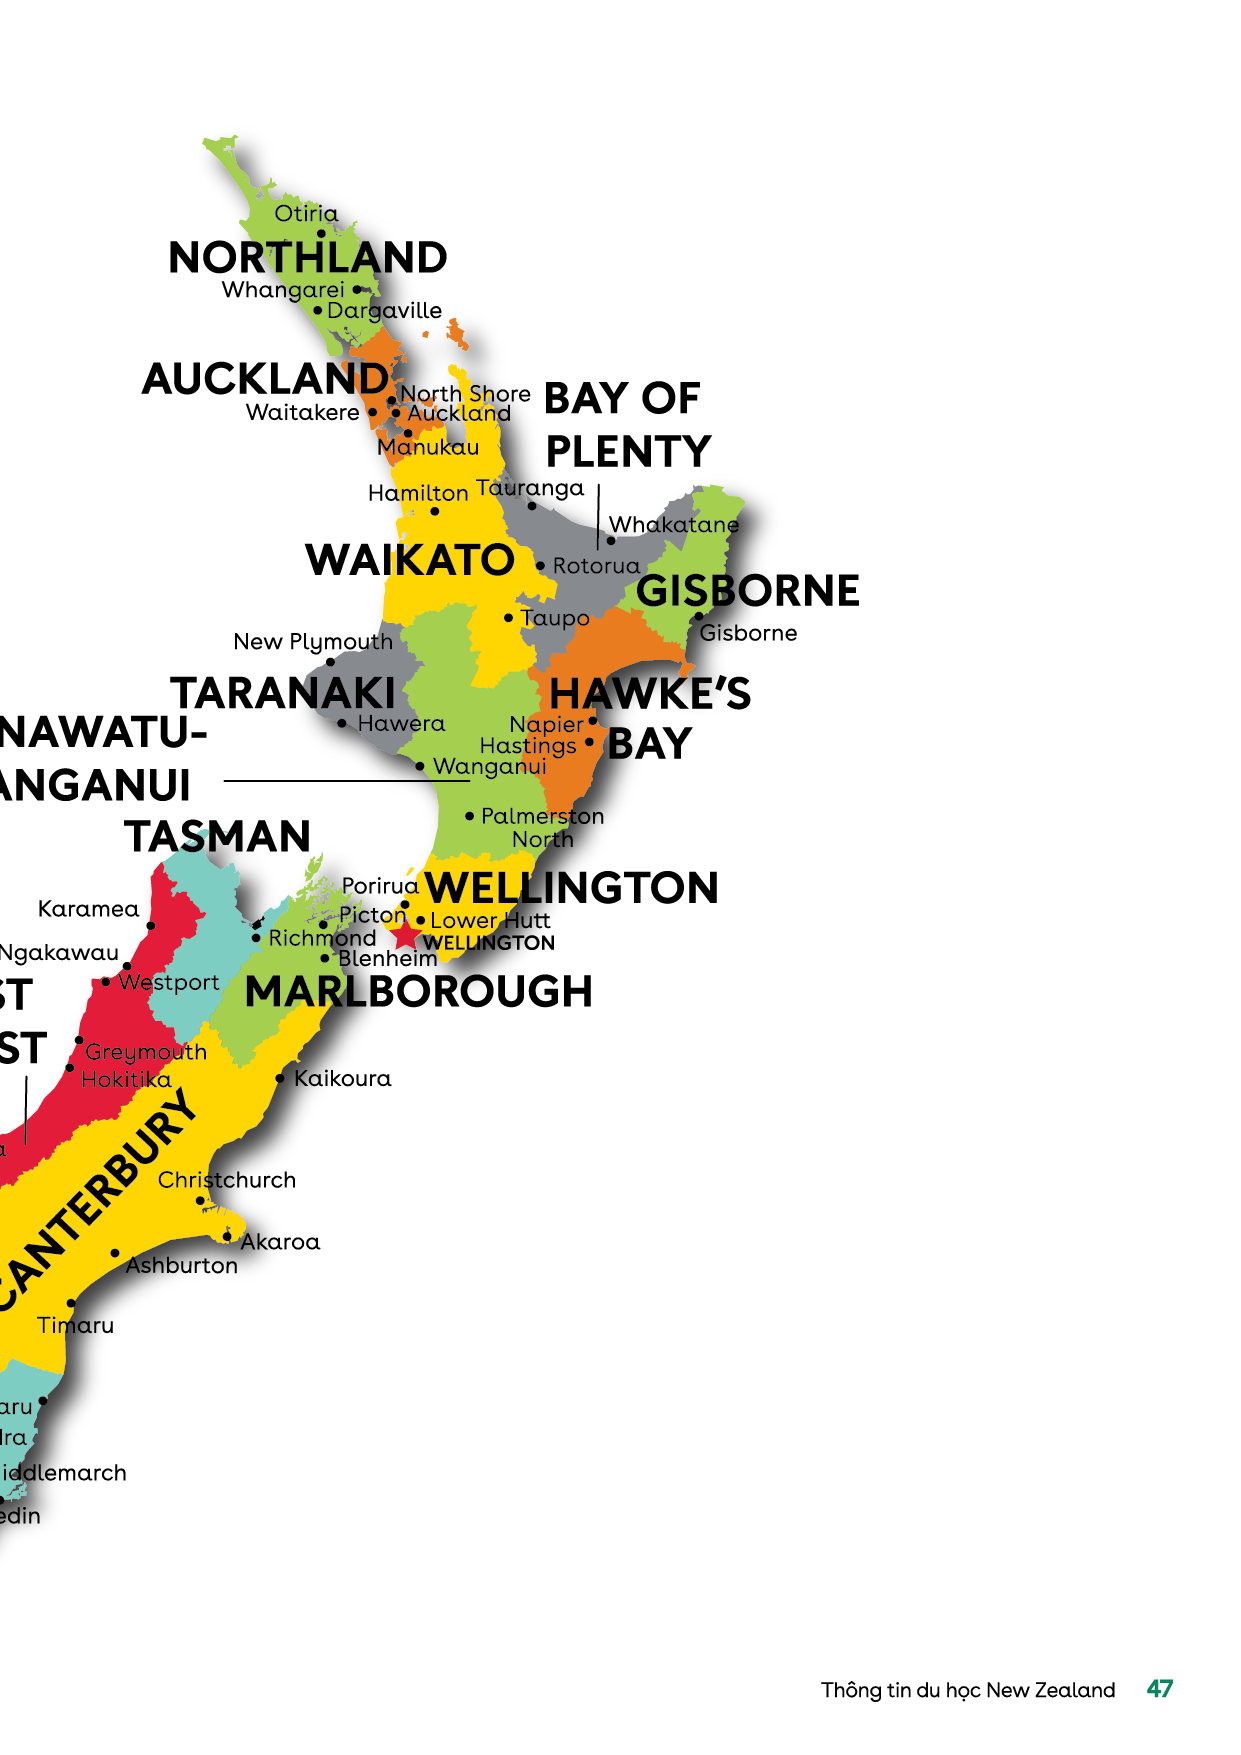 Otiria
NORTHLAND
Whangarei
Dargaville
AUCKLAND
North Shore
Waitakere
Auckland
Manukau
BAY OF
PLENTY
Hamilton
Tauranga
Whakatane
WAIKATO
Rotorua
GISBORNE
Taupo
Gisborne
New Plymouth
TARANAKI
HAWKE'S
BAY
Hawera
Napier
Hastings
NAWATU-
ANGANUI
Wanganui
Palmerston
North
TASMAN
Porirua
WELLINGTON
Karamea
Picton
Lower Hutt
Richmond
WELLINGTON
Ngakawau
Blenheim
Westport
MARLBOROUGH
ST
ST
Greymouth
Hokitika
Kaikoura
a
CANTERBURY
Christchurch
Akaroa
Ashburton
Timaru
aru
dra
iddlemarch
edin
Thông tin du học New Zealand 47